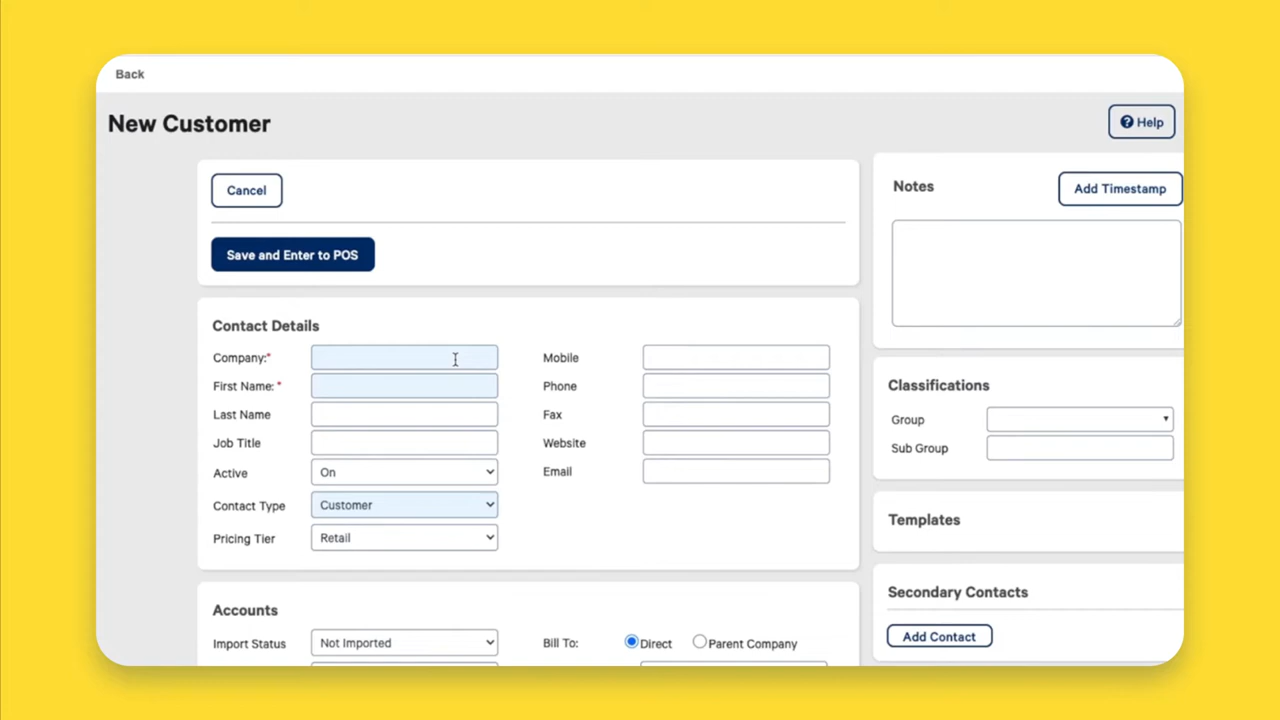 Back
New Customer
Help
Cancel
Save and Enter to POS
Contact Details
Company:*
First Name: *
Last Name
Job Title
Active On
Contact Type Customer
Pricing Tier Retail
Mobile
Phone
Fax
Website
Email
Accounts
Import Status Not Imported
Bill To: Direct Parent Company
Notes
Add Timestamp
Classifications
Group
Sub Group
Templates
Secondary Contacts
Add Contact